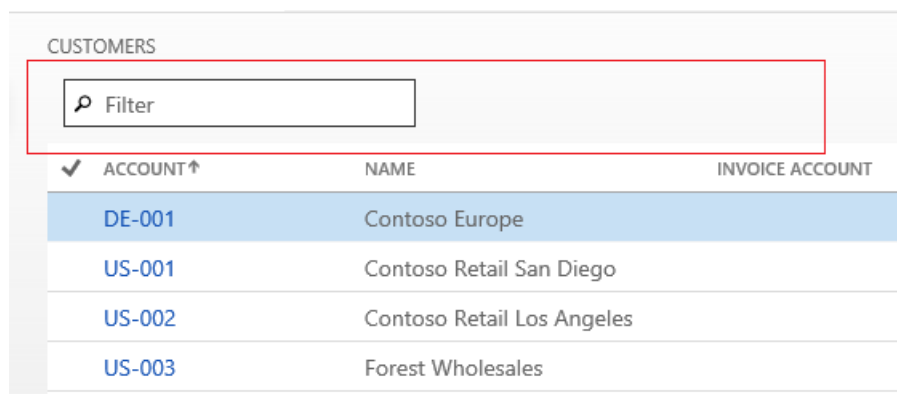 CUSTOMERS
Filter
ACCOUNT↑ NAME INVOICE ACCOUNT
DE-001 Contoso Europe
US-001 Contoso Retail San Diego
US-002 Contoso Retail Los Angeles
US-003 Forest Wholesales